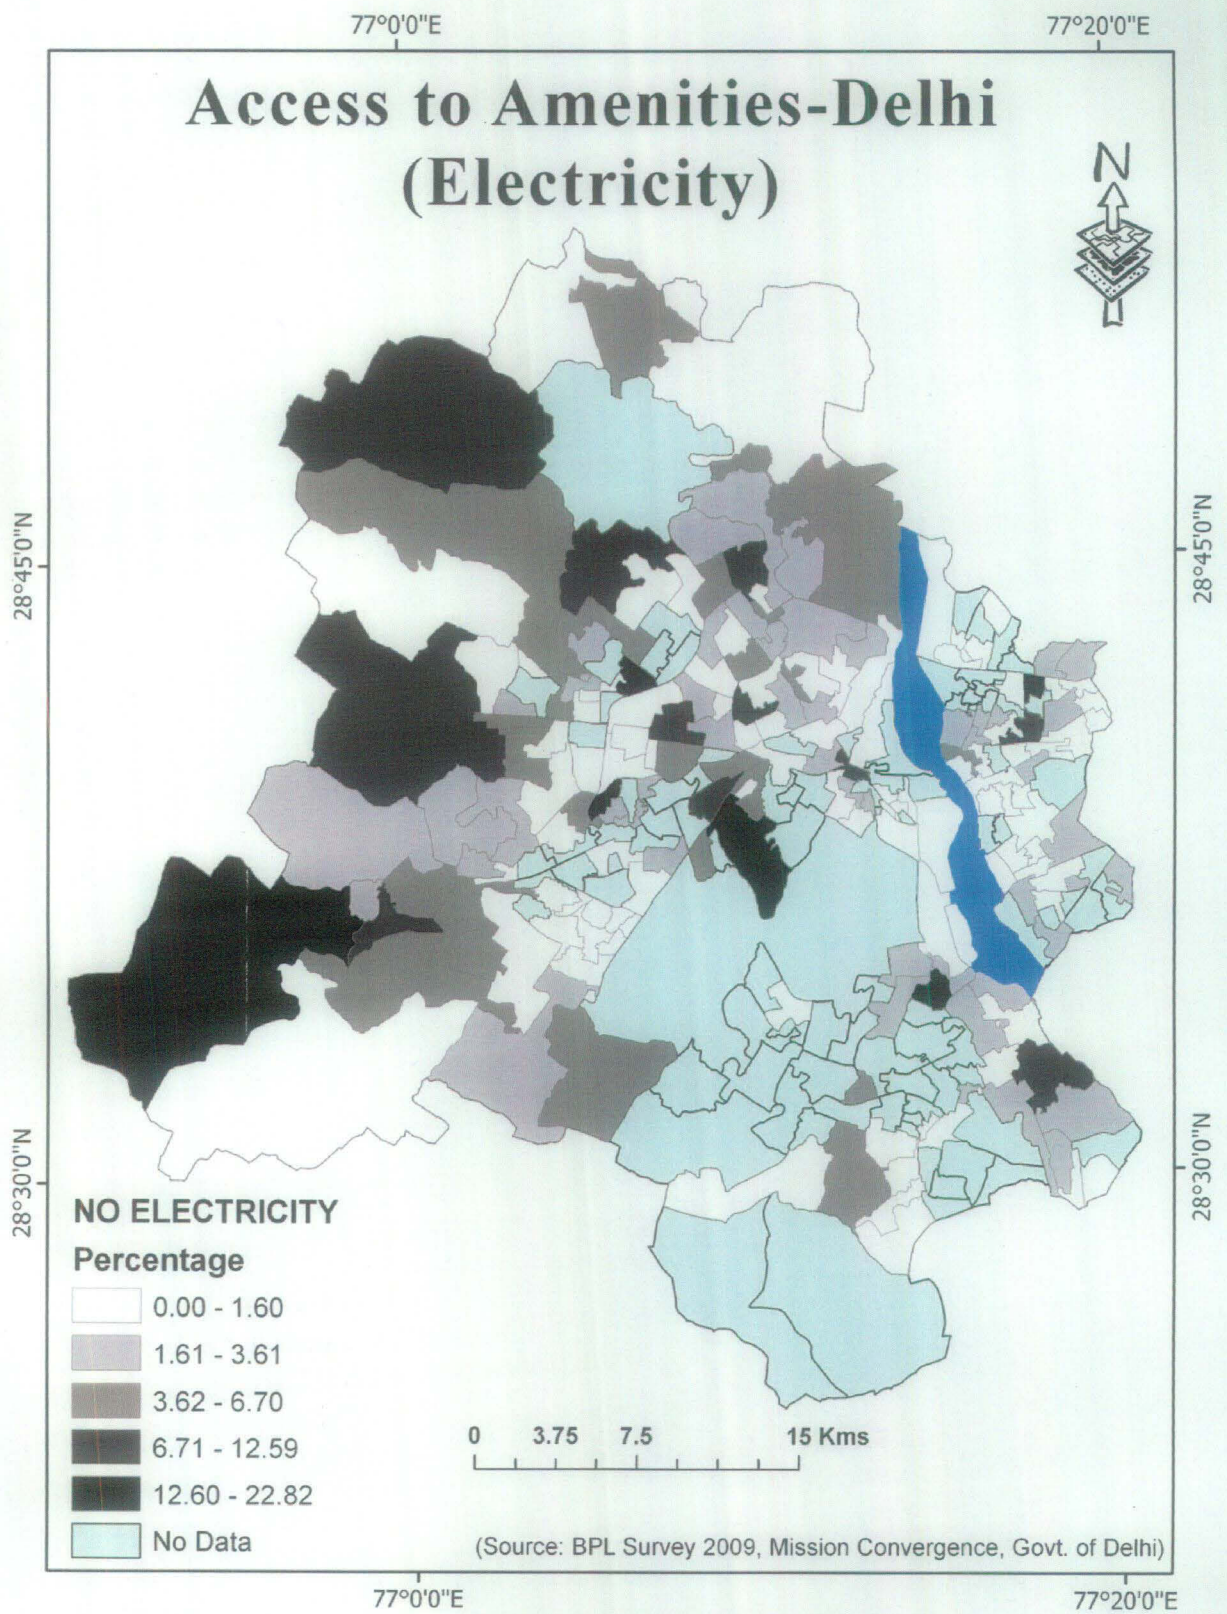 77°0'0"E
77°20'0"E
Access to Amenities-Delhi
(Electricity)
N
28°45'0"N
28°45'0"N
28°30'0"N
28°30'0"N
NO ELECTRICITY
Percentage
0.00 - 1.60
1.61 - 3.61
3.62 - 6.70
6.71 - 12.59
12.60 - 22.82
No Data
0 3.75 7.5 15 Kms
(Source: BPL Survey 2009, Mission Convergence, Govt. of Delhi)
77°0'0"E
77°20'0"E